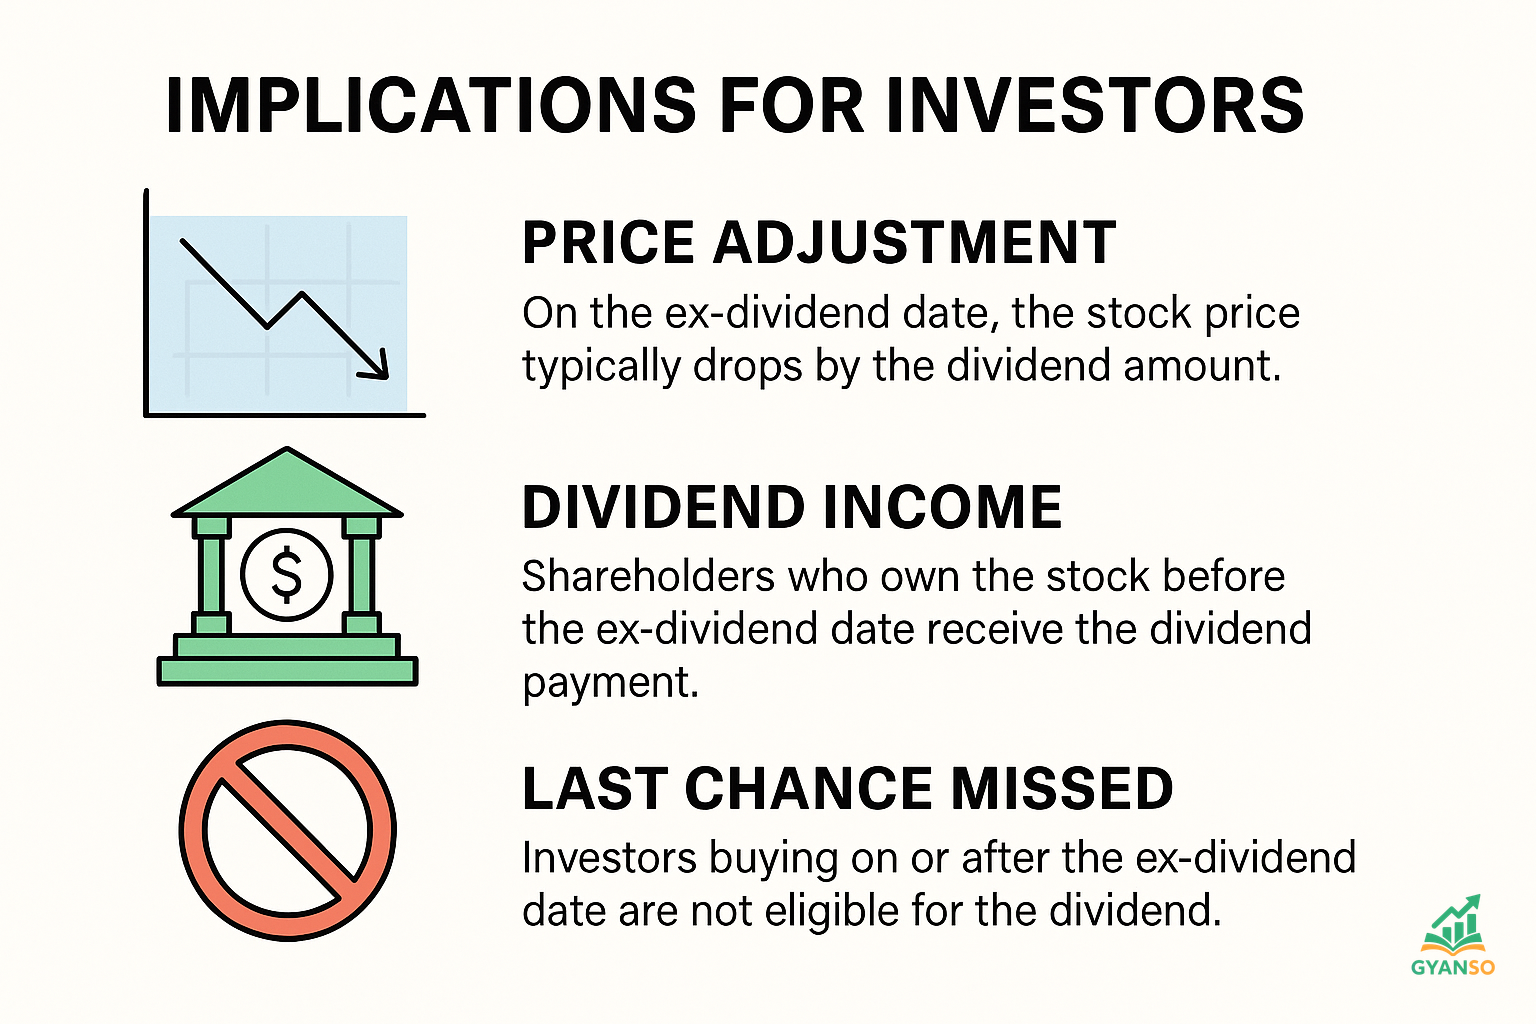 IMPLICATIONS FOR INVESTORS
PRICE ADJUSTMENT
On the ex-dividend date, the stock price
typically drops by the dividend amount.
$
DIVIDEND INCOME
Shareholders who own the stock before
the ex-dividend date receive the dividend
payment.
LAST CHANCE MISSED
Investors buying on or after the ex-dividend
date are not eligible for the dividend.
GYANSO